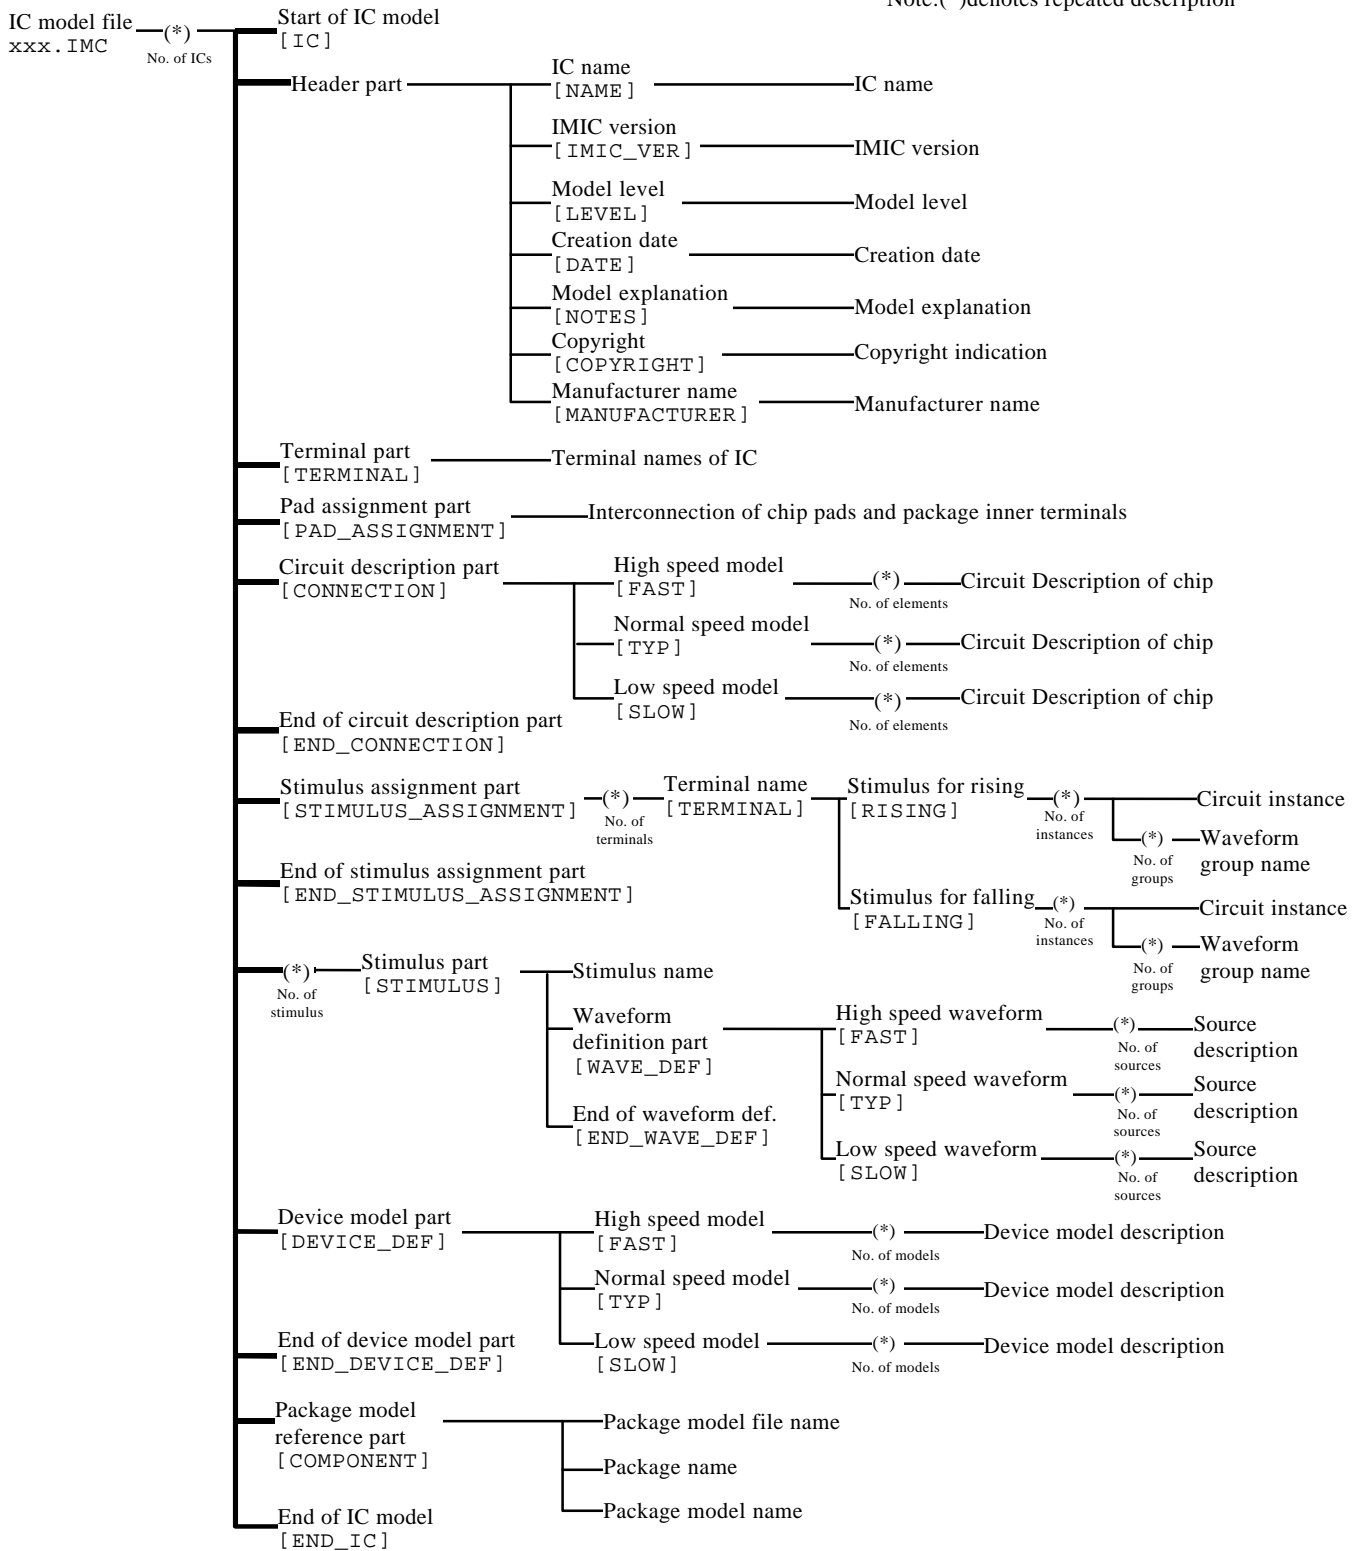 Note:(*)denotes repeated description
IC model file
xxx.IMC
(*)
No. of ICs
Start of IC model
[IC]
Header part
IC name
[NAME]
IC name
IMIC version
[IMIC_VER]
IMIC version
Model level
[LEVEL]
Model level
Creation date
[DATE]
Creation date
Model explanation
[NOTES]
Model explanation
Copyright
[COPYRIGHT]
Copyright indication
Manufacturer name
[MANUFACTURER]
Manufacturer name
Terminal part
[TERMINAL]
Terminal names of IC
Pad assignment part
[PAD_ASSIGNMENT]
Interconnection of chip pads and package inner terminals
Circuit description part
[CONNECTION]
High speed model
[FAST]
(*)
No. of elements
Circuit Description of chip
Normal speed model
[TYP]
(*)
No. of elements
Circuit Description of chip
Low speed model
[SLOW]
(*)
No. of elements
Circuit Description of chip
End of circuit description part
[END_CONNECTION]
Stimulus assignment part
[STIMULUS_ASSIGNMENT]
(*)
No. of
terminals
Terminal name
[TERMINAL]
Stimulus for rising
[RISING]
(*)
No. of
instances
Circuit instance
(*)
No. of
groups
Waveform
group name
End of stimulus assignment part
[END_STIMULUS_ASSIGNMENT]
Stimulus for falling
[FALLING]
(*)
No. of
instances
Circuit instance
(*)
No. of
groups
Waveform
group name
(*)
No. of
stimulus
Stimulus part
[STIMULUS]
Stimulus name
Waveform
definition part
[WAVE_DEF]
High speed waveform
[FAST]
(*)
No. of
sources
Source
description
Normal speed waveform
[TYP]
(*)
No. of
sources
Source
description
End of waveform def.
[END_WAVE_DEF]
Low speed waveform
[SLOW]
(*)
No. of
sources
Source
description
Device model part
[DEVICE_DEF]
High speed model
[FAST]
(*)
No. of models
Device model description
Normal speed model
[TYP]
(*)
No. of models
Device model description
End of device model part
[END_DEVICE_DEF]
Low speed model
[SLOW]
(*)
No. of models
Device model description
Package model
reference part
[COMPONENT]
Package model file name
Package name
Package model name
End of IC model
[END_IC]